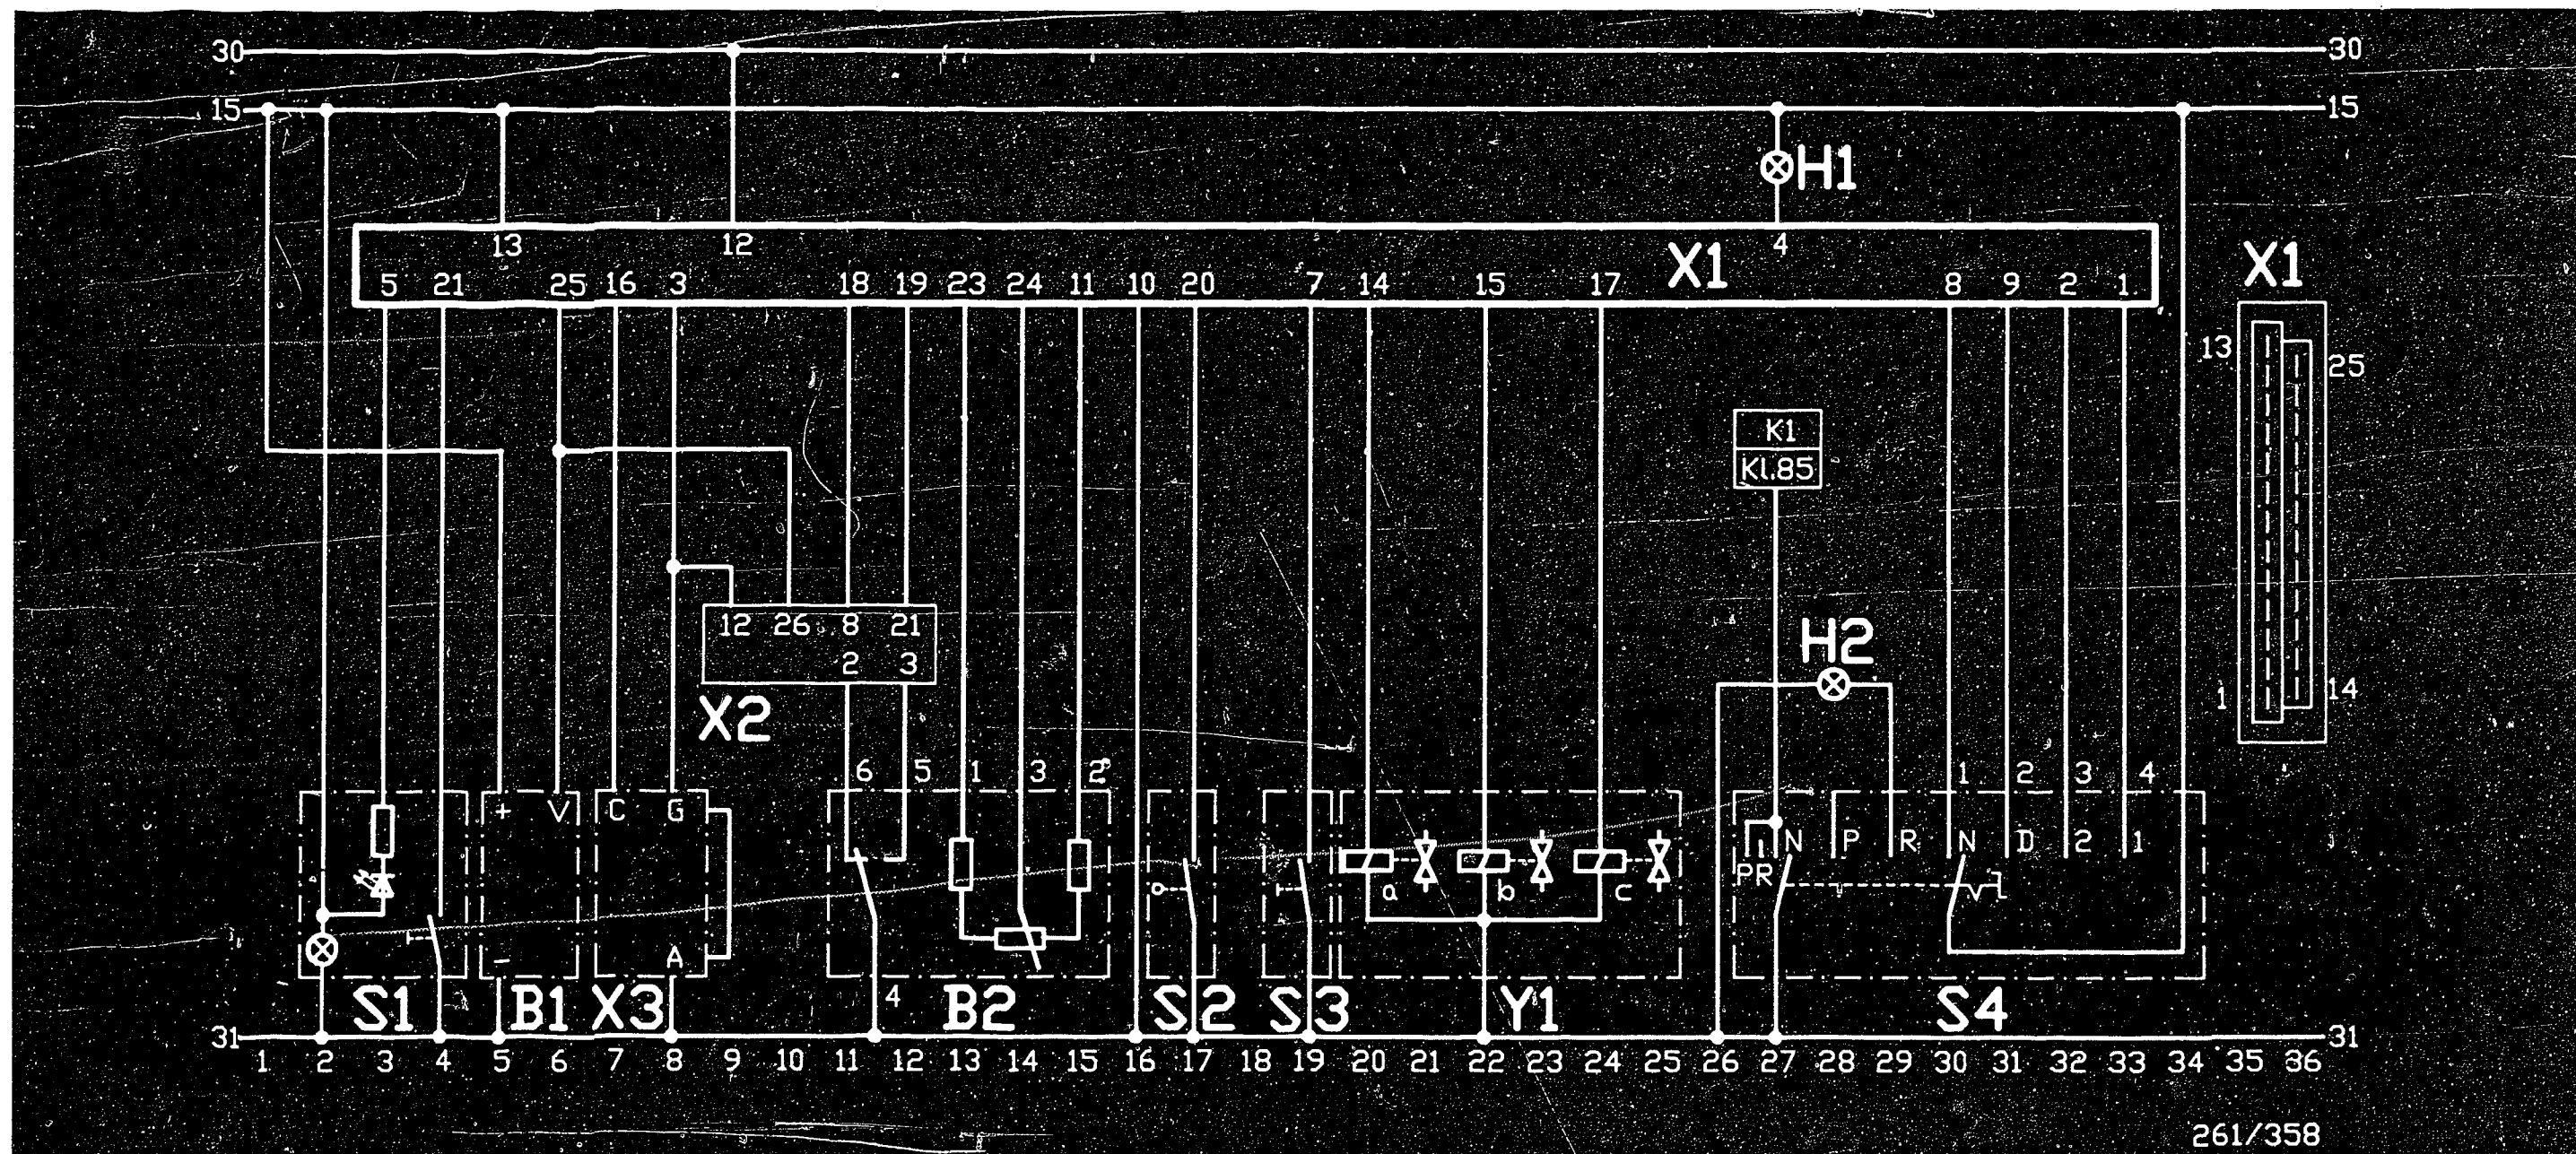 30 30
15 15
H1
13 12 4
X1 X1
5 21 25 16 3 18 19 23 24 11 10 20 7 14 15 17 8 9 2 1
13 25
K1
Kl.85
12 26 8 21
2 3
H2
X2
1 14
6 5 1 3 2 1 2 3 4
+ V C G
N P R N D 2 1
PR
a b c
- A
4
S1 B1 X3 B2 S2 S3 Y1 S4
31 31
1 2 3 4 5 6 7 8 9 10 11 12 13 14 15 16 17 18 19 20 21 22 23 24 25 26 27 28 29 30 31 32 33 34 35 36
261/358